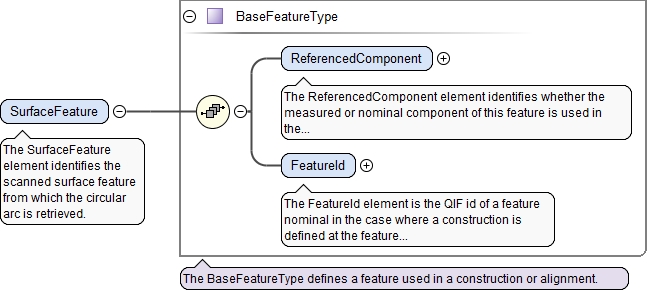 BaseFeatureType
ReferencedComponent
The ReferencedComponent element identifies whether the
measured or nominal component of this feature is used in
the...
SurfaceFeature
The SurfaceFeature
element identifies the
scanned surface feature
from which the circular
arc is retrieved.
FeatureId
The FeatureId element is the QIF id of a feature
nominal in the case where a construction is
defined at the feature...
The BaseFeatureType defines a feature used in a construction or alignment.